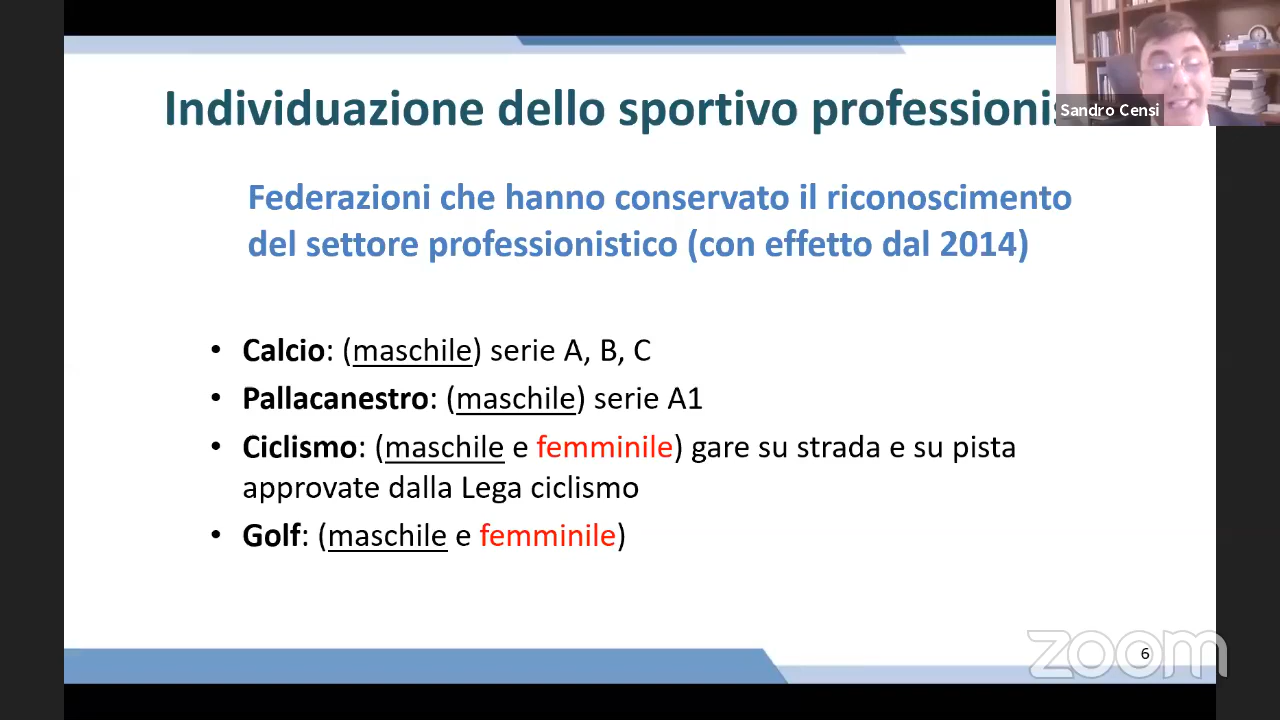 Individuazione dello sportivo
Sandro Censi
Federazioni che hanno conservato il riconoscimento
del settore professionistico (con effetto dal 2014)
• Calcio: (maschile) serie A, B, C
• Pallacanestro: (maschile) serie A1
• Ciclismo: (maschile e femminile) gare su strada e su pista
approvate dalla Lega ciclismo
• Golf: (maschile e femminile)
zoom
6